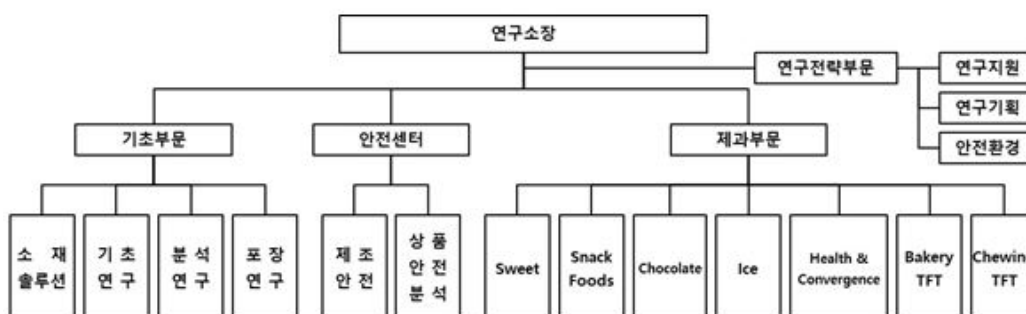 연구소장
연구전략부문
연구지원
연구기획
안전환경
기초부문
안전센터
제과부문
소 재
솔루션
기 초
연 구
분 석
연 구
포 장
연 구
제 조
안 전
상 품
안 전
분 석
Sweet
Snack
Foods
Chocolate
Ice
Health &
Convergence
Bakery
TFT
Chewin
TFT